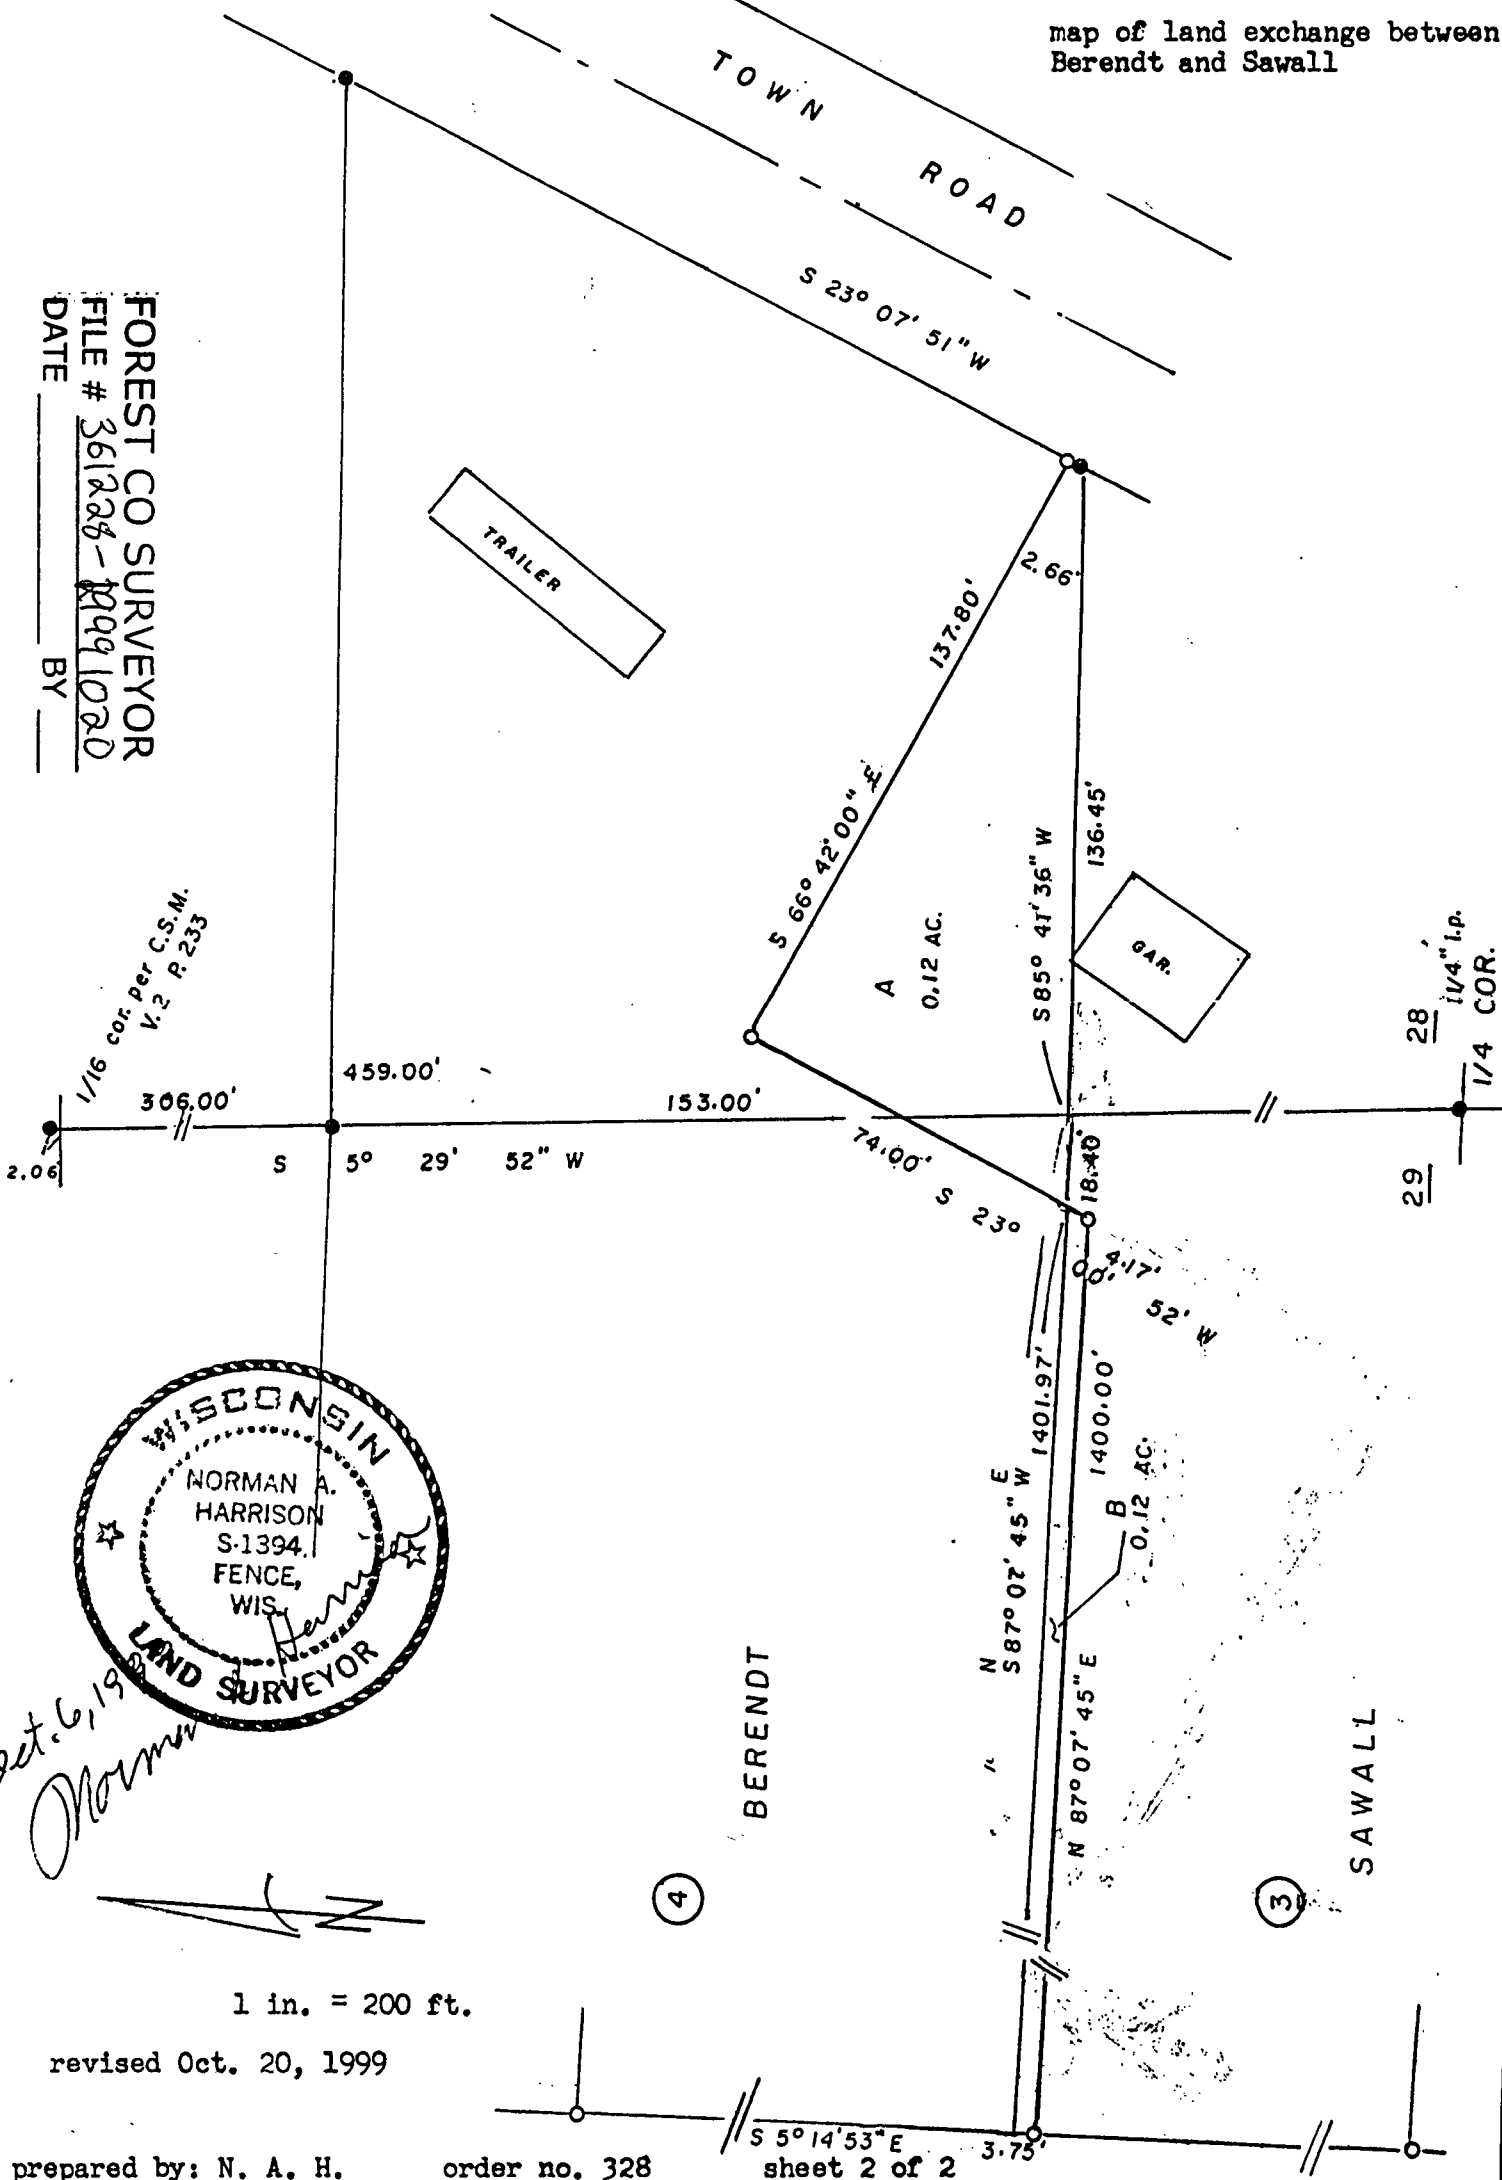 map of land exchange between
Berendt and Sawall
TOWN ROAD
S 23° 07' 51" W
FOREST CO SURVEYOR
FILE # 361228-19991020
DATE BY
TRAILER
2.66'
137.80'
S 66° 42' 00" E
136.45'
S 85° 41' 36" W
A
0.12 AC.
GAR.
1/16 cor. per C.S.M.
V. 2 P. 233
28
1 1/4" i.p.
1/4 COR.
29
459.00'
306.00'
153.00'
2.06'
S 5° 29' 52" W
74.00'
S 23° 08' 52" W
18.40'
4.17'
1401.97'
1400.00'
N E
S 87° 07' 45" W
B
0.12 AC.
N 87° 07' 45" E
WISCONSIN
NORMAN A.
HARRISON
S-1394
FENCE,
WIS.
LAND SURVEYOR
Oct. 6, 19
Norman
BERENDT
SAWALL
4
3
N
1 in. = 200 ft.
revised Oct. 20, 1999
S 5° 14' 53" E
3.75'
prepared by: N. A. H. order no. 328 sheet 2 of 2